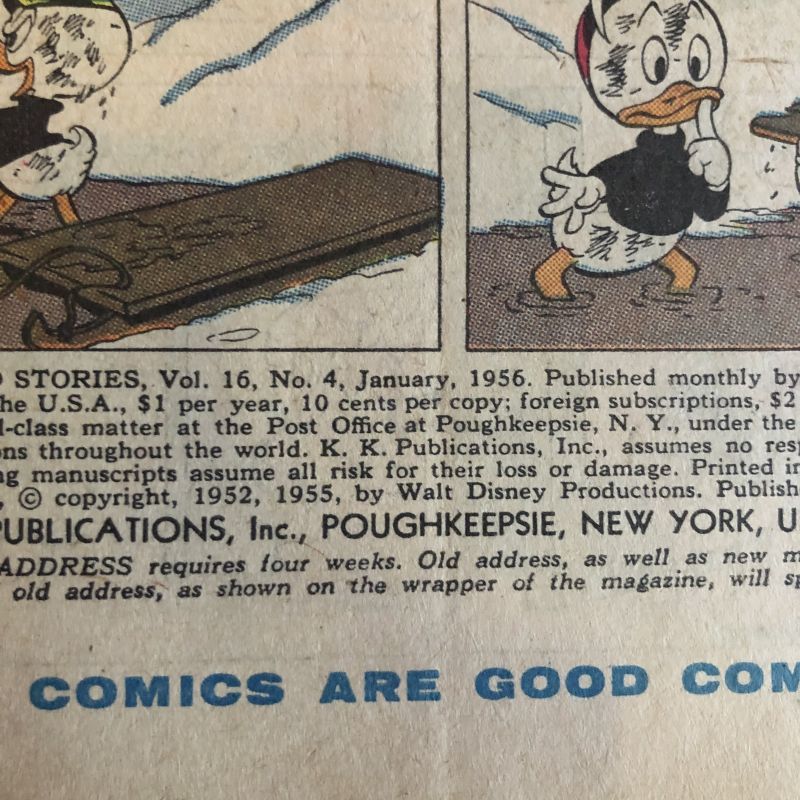 STORIES, Vol. 16, No. 4, January, 1956. Published monthly by
he U.S.A., $1 per year, 10 cents per copy; foreign subscriptions, $2
l-class matter at the Post Office at Poughkeepsie, N. Y., under the
ons throughout the world. K. K. Publications, Inc., assumes no resp
ng manuscripts assume all risk for their loss or damage. Printed in
, © copyright, 1952, 1955, by Walt Disney Productions. Publish
PUBLICATIONS, Inc., POUGHKEEPSIE, NEW YORK, U
ADDRESS requires four weeks. Old address, as well as new m
old address, as shown on the wrapper of the magazine, will sp
COMICS ARE GOOD COM